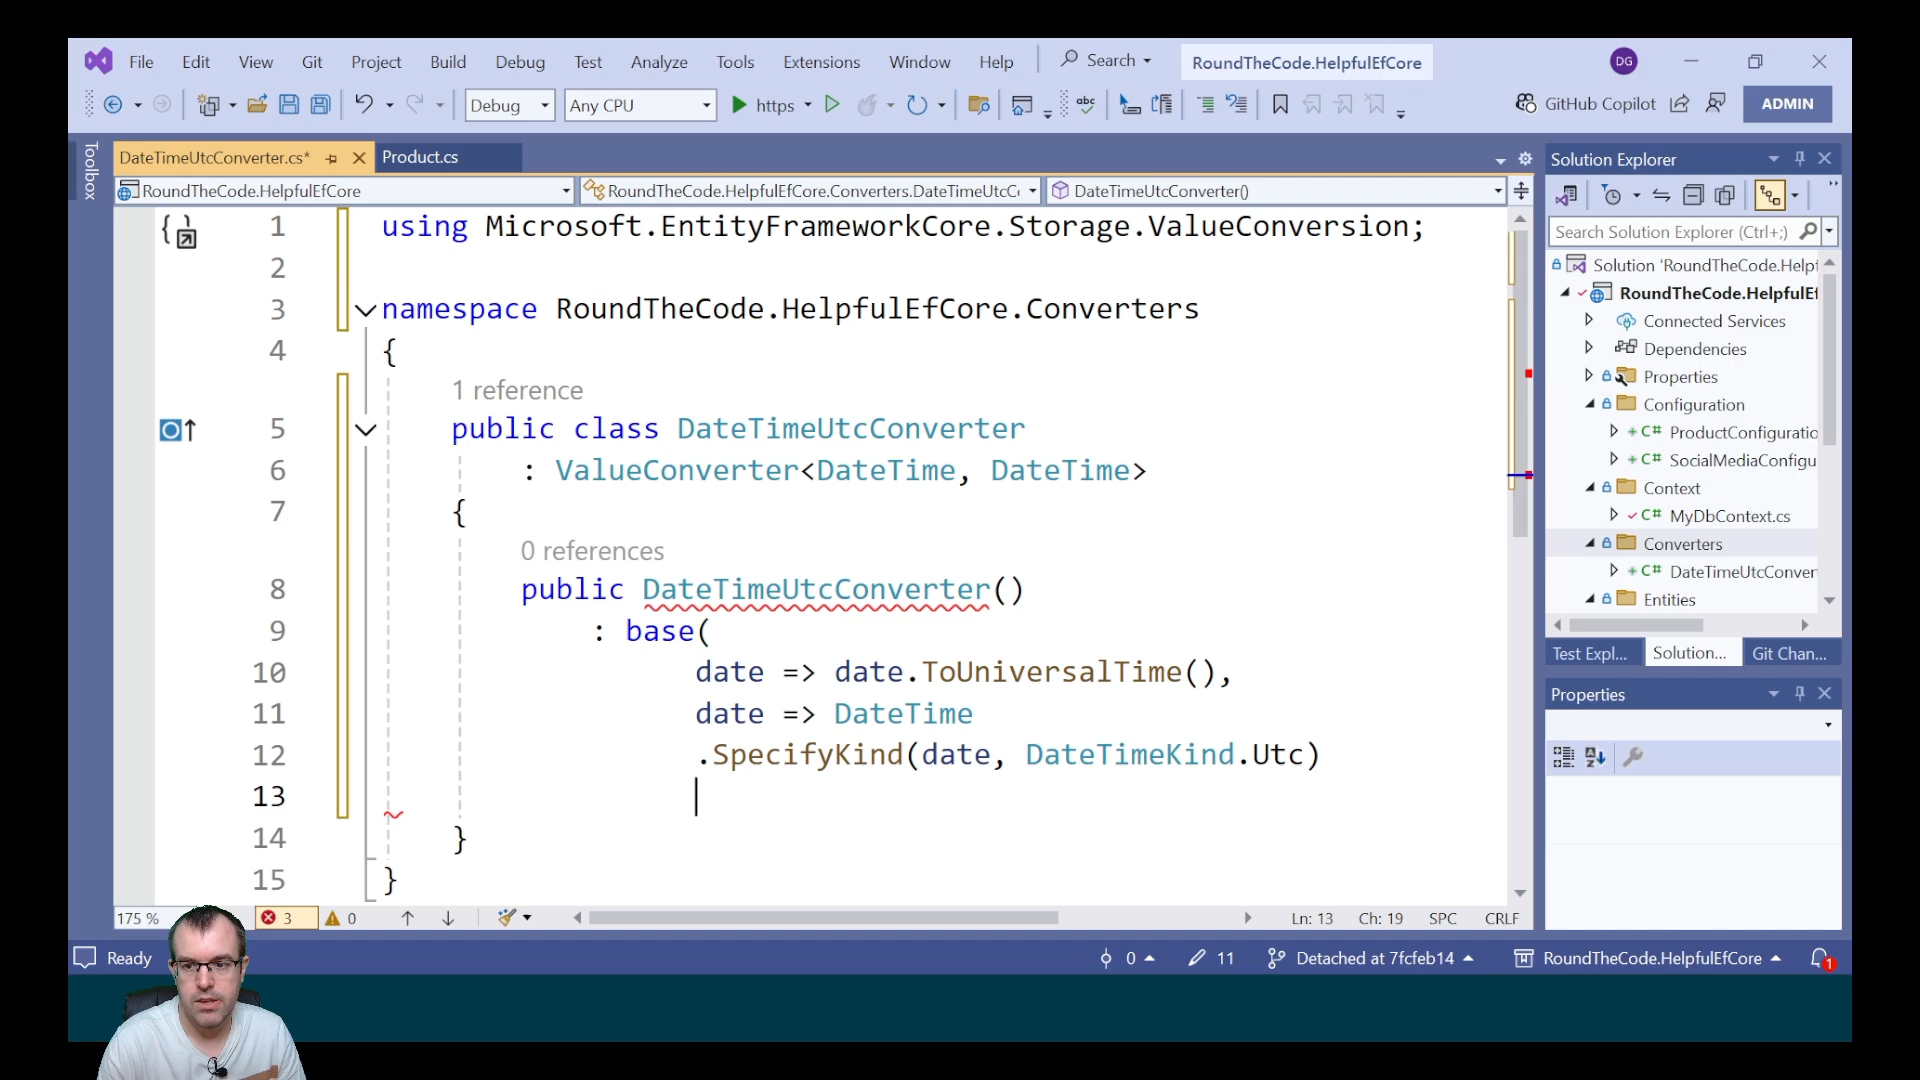 File Edit View Git Project Build Debug Test Analyze Tools Extensions Window Help Search RoundTheCode.HelpfulEfCore DG
Debug Any CPU https abc GitHub Copilot ADMIN
Toolbox
DateTimeUtcConverter.cs* Product.cs
RoundTheCode.HelpfulEfCore RoundTheCode.HelpfulEfCore.Converters.DateTimeUtcC DateTimeUtcConverter()
1 using Microsoft.EntityFrameworkCore.Storage.ValueConversion;
2
3 namespace RoundTheCode.HelpfulEfCore.Converters
4 {
1 reference
5 public class DateTimeUtcConverter
6 : ValueConverter<DateTime, DateTime>
7 {
0 references
8 public DateTimeUtcConverter()
9 : base(
10 date => date.ToUniversalTime(),
11 date => DateTime
12 .SpecifyKind(date, DateTimeKind.Utc)
13
14 }
15 }
175 % 3 0 Ln: 13 Ch: 19 SPC CRLF
Solution Explorer
Search Solution Explorer (Ctrl+;)
Solution 'RoundTheCode.Helpf
RoundTheCode.HelpfulEf
Connected Services
Dependencies
Properties
Configuration
C# ProductConfiguratio
C# SocialMediaConfigu
Context
C# MyDbContext.cs
Converters
C# DateTimeUtcConver
Entities
Test Expl... Solution... Git Chan...
Properties
Ready 0 11 Detached at 7fcfeb14 RoundTheCode.HelpfulEfCore 1